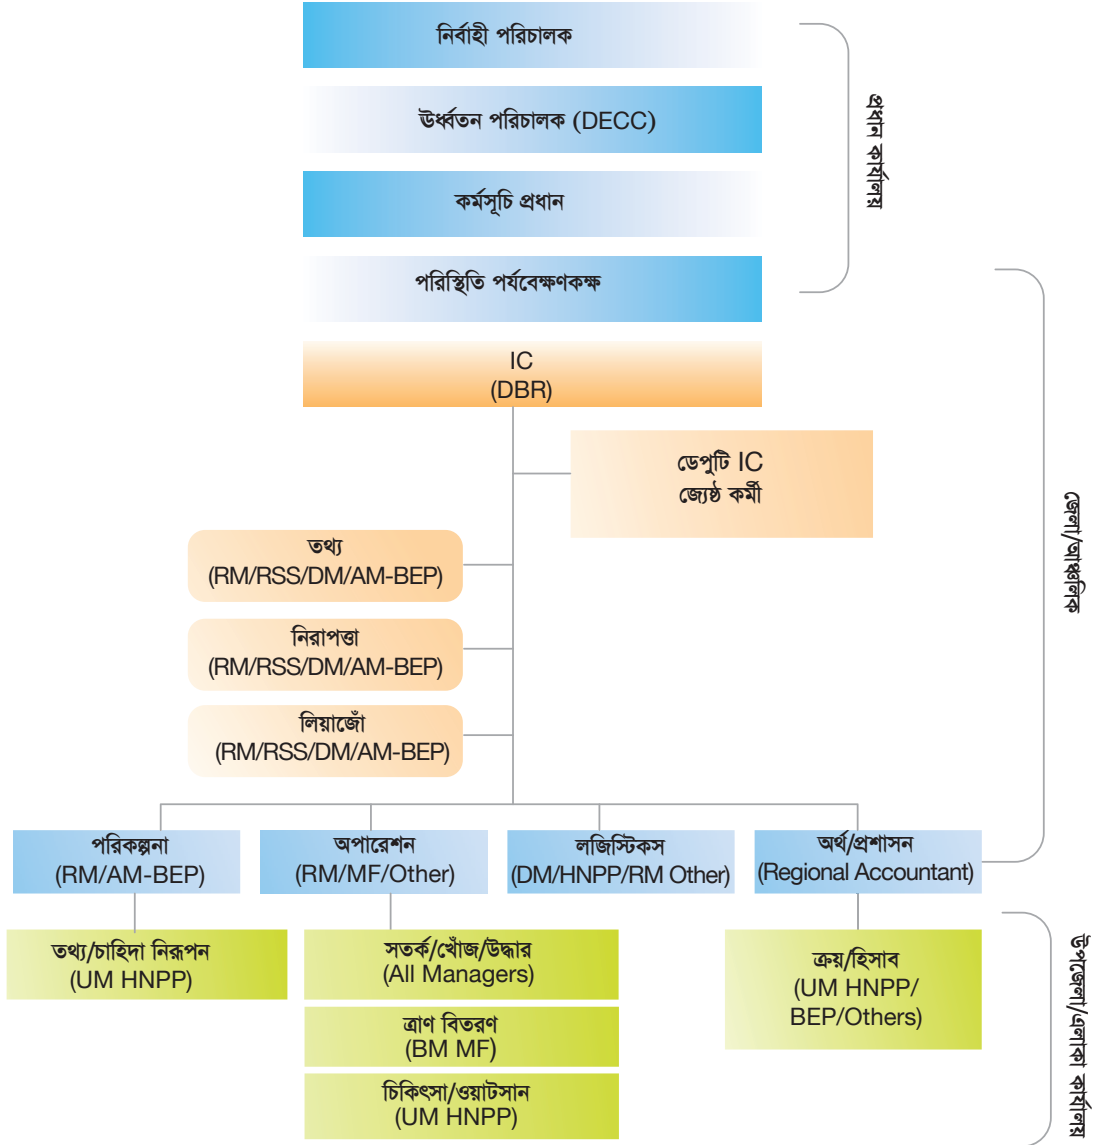 নির্বাহী পরিচালক
ঊর্ধ্বতন পরিচালক (DECC)
কর্মসূচি প্রধান
পরিস্থিতি পর্যবেক্ষণকক্ষ
প্রধান কার্যালয়
IC
(DBR)
ডেপুটি IC
জ্যেষ্ঠ কর্মী
তথ্য
(RM/RSS/DM/AM-BEP)
নিরাপত্তা
(RM/RSS/DM/AM-BEP)
লিয়াজোঁ
(RM/RSS/DM/AM-BEP)
জেলা/আঞ্চলিক
পরিকল্পনা
(RM/AM-BEP)
অপারেশন
(RM/MF/Other)
লজিস্টিকস
(DM/HNPP/RM Other)
অর্থ/প্রশাসন
(Regional Accountant)
তথ্য/চাহিদা নিরূপন
(UM HNPP)
সতর্ক/খোঁজ/উদ্ধার
(All Managers)
ত্রাণ বিতরণ
(BM MF)
চিকিৎসা/ওয়াটসান
(UM HNPP)
ক্রয়/হিসাব
(UM HNPP/
BEP/Others)
উপজেলা/এলাকা কার্যালয়